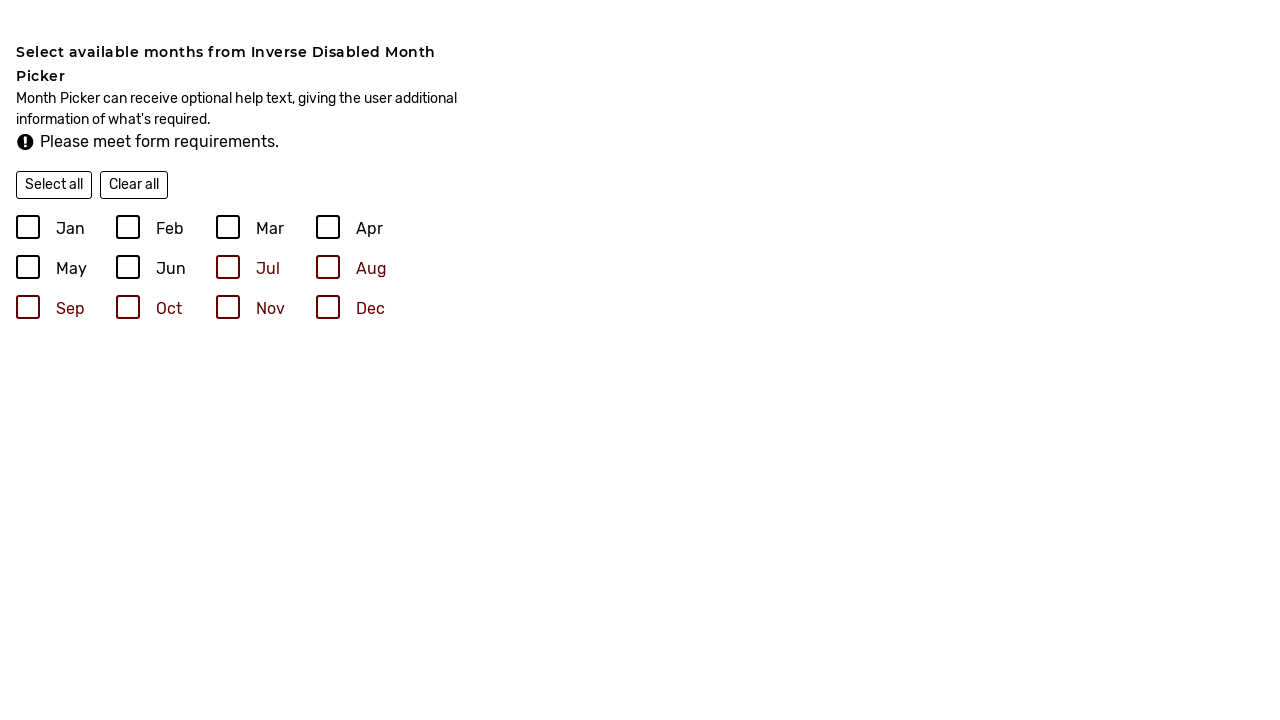 Select available months from Inverse Disabled Month
Picker
Month Picker can receive optional help text, giving the user additional
information of what's required.
Please meet form requirements.
Select all Clear all
Jan Feb Mar Apr
May Jun Jul Aug
Sep Oct Nov Dec